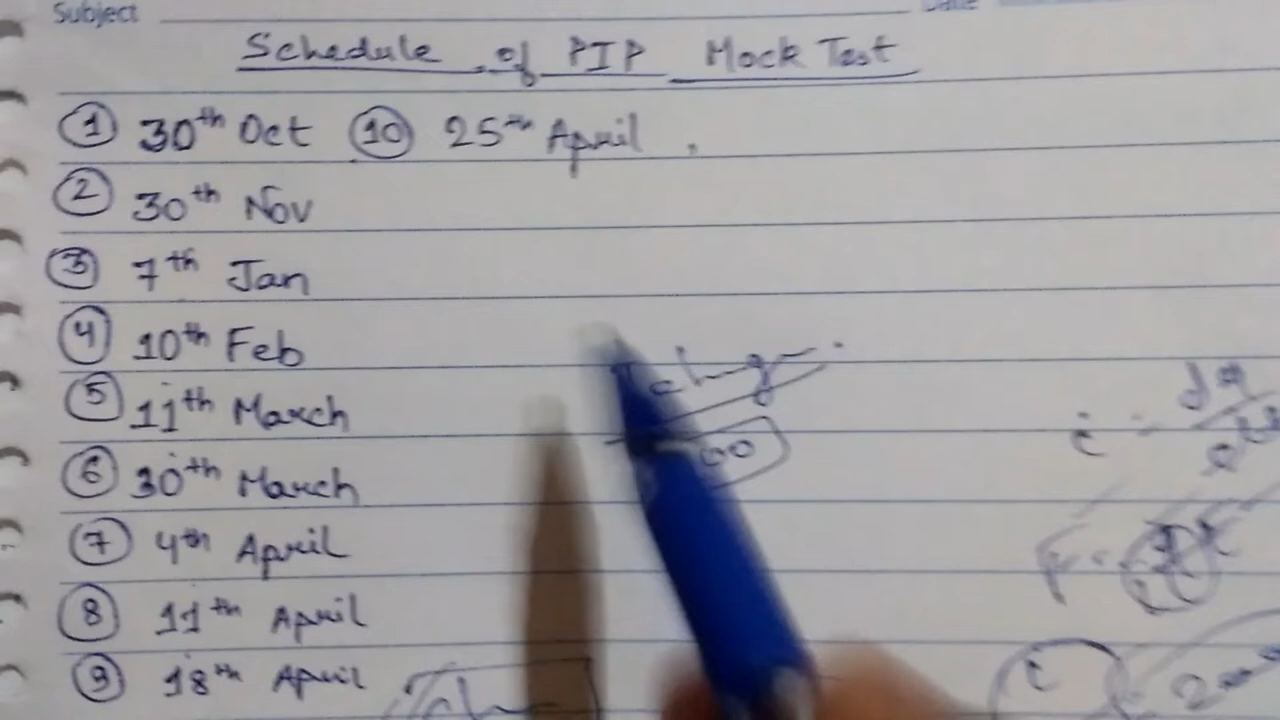 Subject
Date
Schedule of PIP Mock Test
① 30th Oct ⑩ 25th April
② 30th Nov
③ 7th Jan
④ 10th Feb
⑤ 11th March
⑥ 30th March
⑦ 4th April
⑧ 11th April
⑨ 18th April